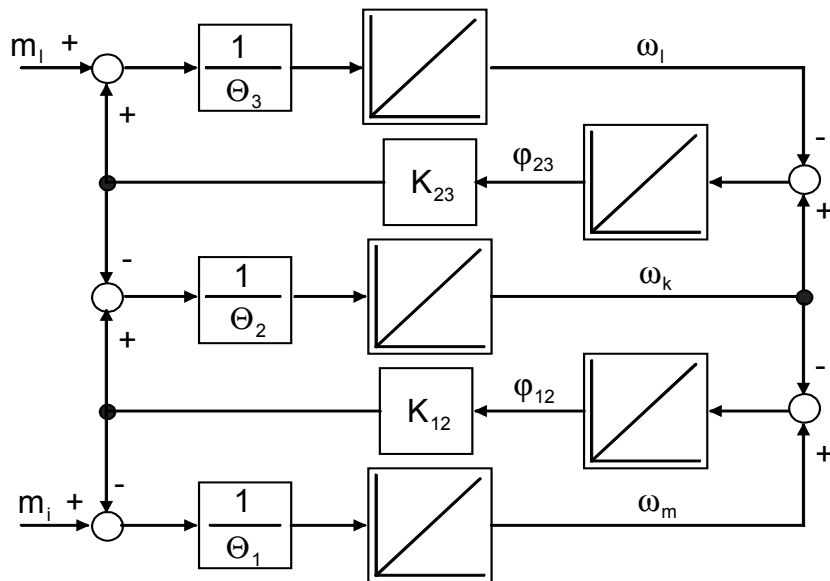 m_l + 1/Θ_3 ω_l
+ -
K_23 φ_23
+
- 1/Θ_2 ω_k
+ -
K_12 φ_12
- +
m_i + 1/Θ_1 ω_m